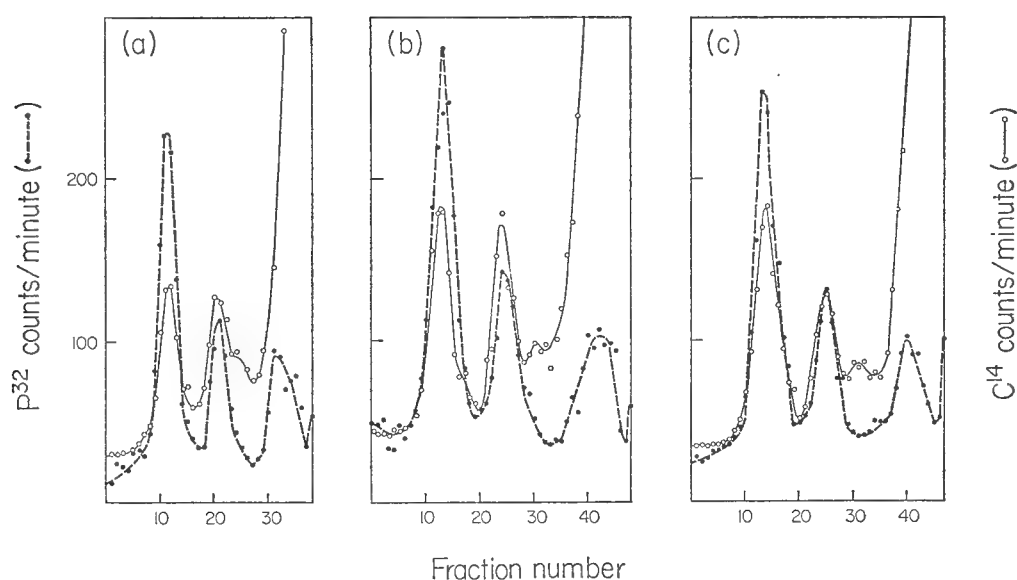 (a)
(b)
(c)
P³² counts/minute (•----•)
200
100
C¹⁴ counts/minute (o—o)
10 20 30
10 20 30 40
10 20 30 40
Fraction number